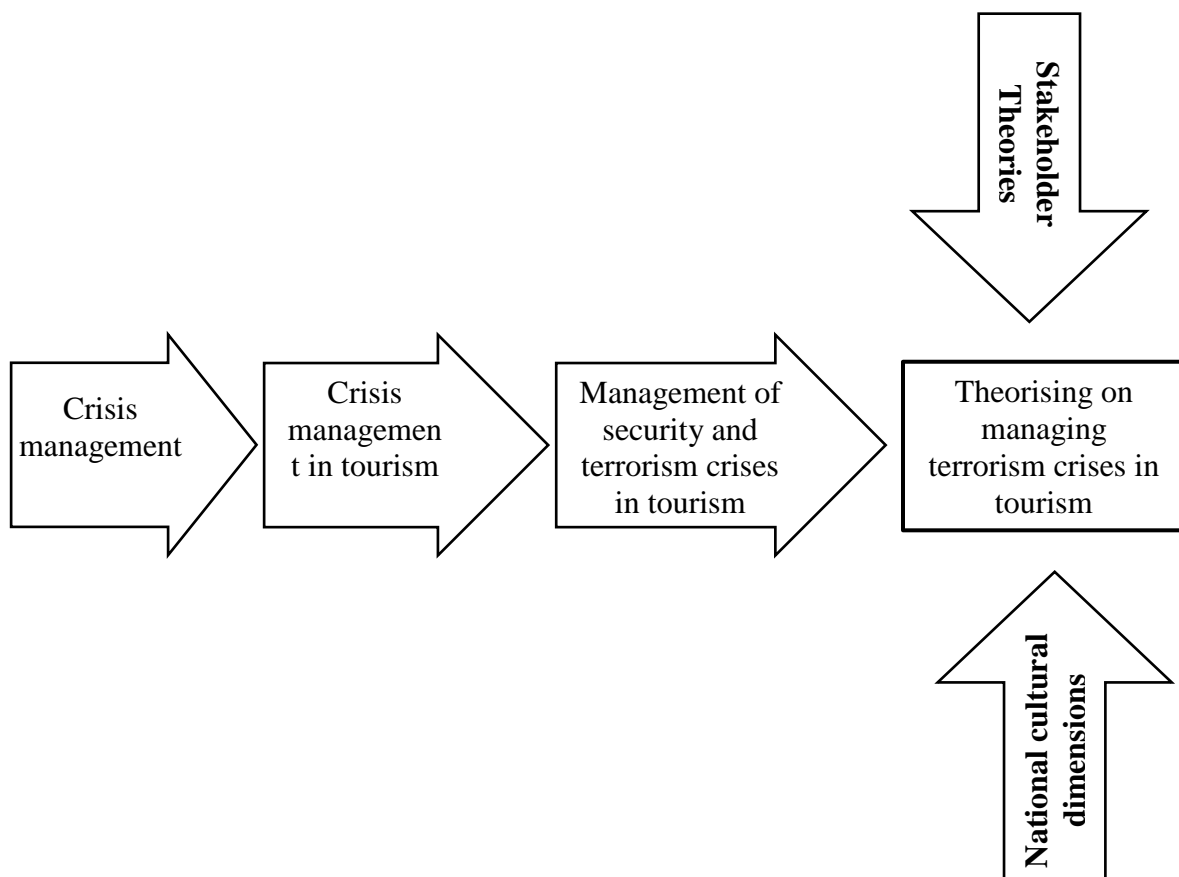 Stakeholder
Theories
Crisis
management
Crisis
managemen
t in tourism
Management of
security and
terrorism crises
in tourism
Theorising on
managing
terrorism crises in
tourism
National cultural
dimensions